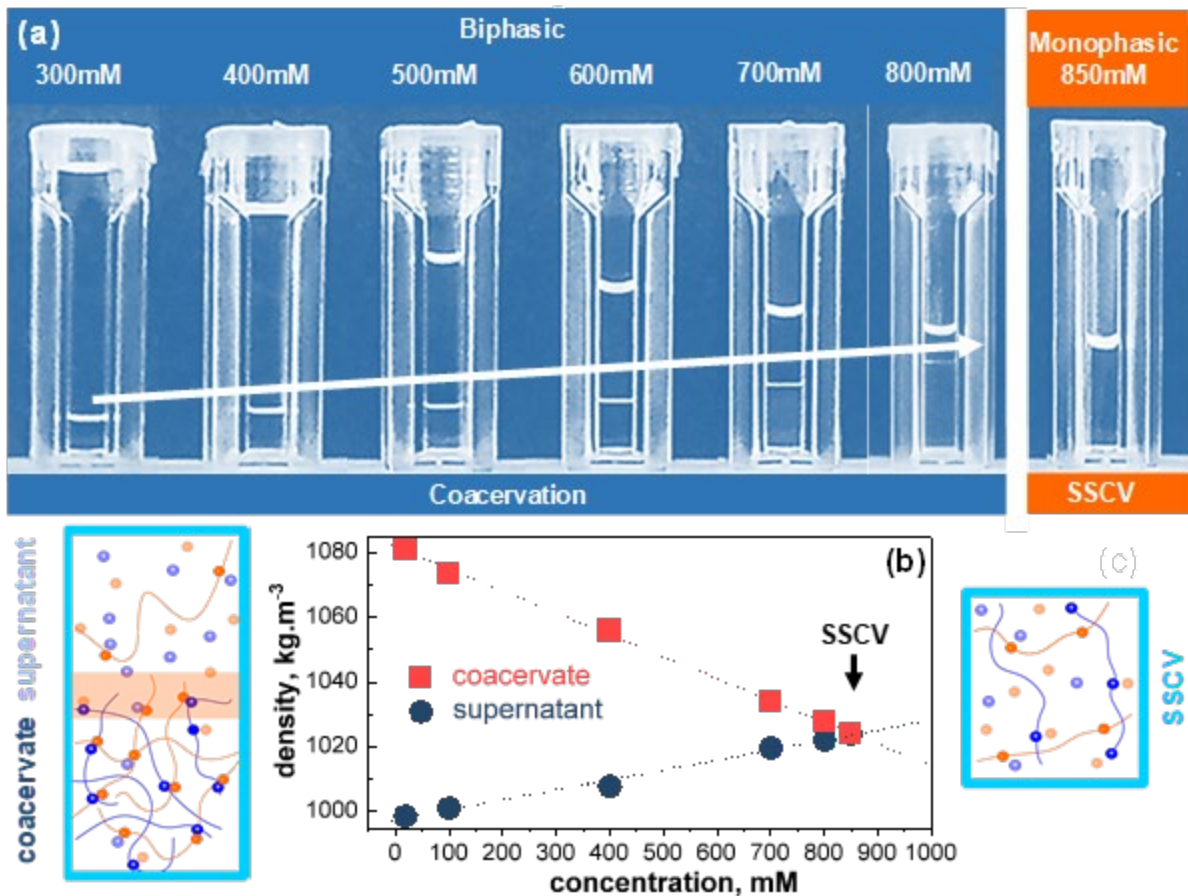 (a)
Biphasic
300mM 400mM 500mM 600mM 700mM 800mM
Monophasic
850mM
Coacervation
SSCV
supernatant
coacervate
(b)
1080
1060
1040
1020
1000
density, kg.m-3
SSCV
coacervate
supernatant
0 100 200 300 400 500 600 700 800 900 1000
concentration, mM
(c)
SSCV